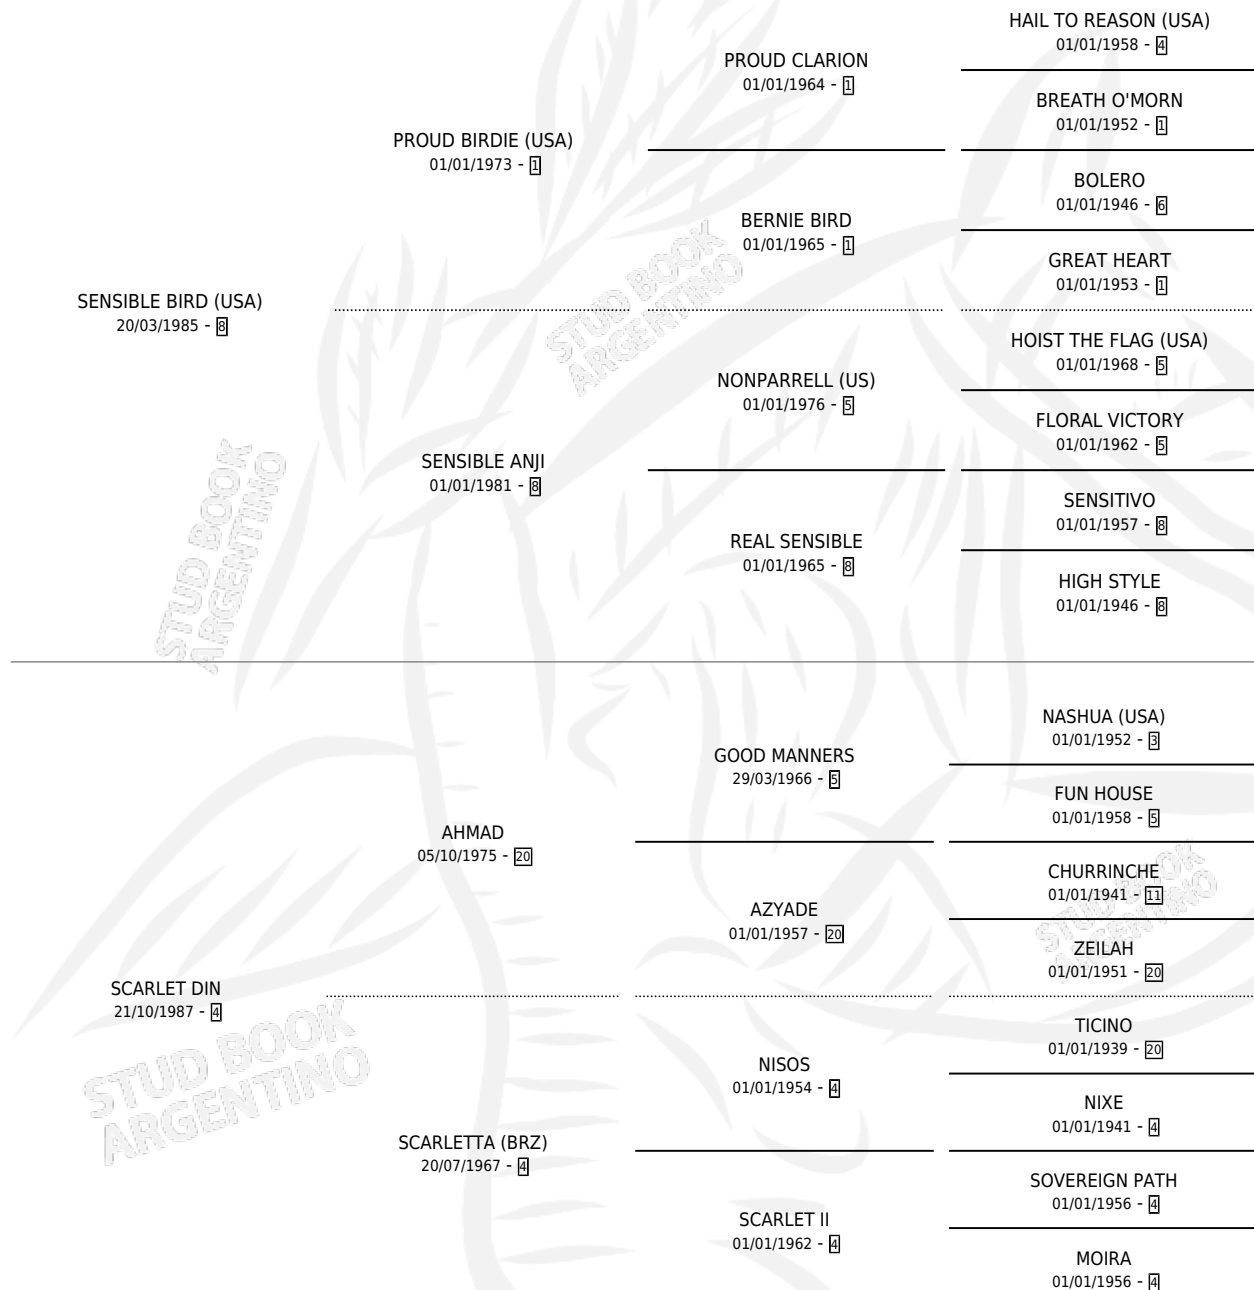 HAIL TO REASON (USA)
01/01/1958 - 4
PROUD CLARION
01/01/1964 - 1
BREATH O'MORN
01/01/1952 - 1
PROUD BIRDIE (USA)
01/01/1973 - 1
BOLERO
01/01/1946 - 6
BERNIE BIRD
01/01/1965 - 1
GREAT HEART
01/01/1953 - 1
SENSIBLE BIRD (USA)
20/03/1985 - 8
HOIST THE FLAG (USA)
01/01/1968 - 5
NONPARRELL (US)
01/01/1976 - 5
FLORAL VICTORY
01/01/1962 - 5
SENSIBLE ANJI
01/01/1981 - 8
SENSITIVO
01/01/1957 - 8
REAL SENSIBLE
01/01/1965 - 8
HIGH STYLE
01/01/1946 - 8
STUD BOOK
ARGENTINO
STUD BOOK
ARGENTINO
NASHUA (USA)
01/01/1952 - 3
GOOD MANNERS
29/03/1966 - 5
FUN HOUSE
01/01/1958 - 5
AHMAD
05/10/1975 - 20
CHURRINCHE
01/01/1941 - 11
AZYADE
01/01/1957 - 20
ZEILAH
01/01/1951 - 20
STUD BOOK
ARGENTINO
SCARLET DIN
21/10/1987 - 4
TICINO
01/01/1939 - 20
NISOS
01/01/1954 - 4
NIXE
01/01/1941 - 4
STUD BOOK
ARGENTINO
SCARLETTA (BRZ)
20/07/1967 - 4
SOVEREIGN PATH
01/01/1956 - 4
SCARLET II
01/01/1962 - 4
MOIRA
01/01/1956 - 4